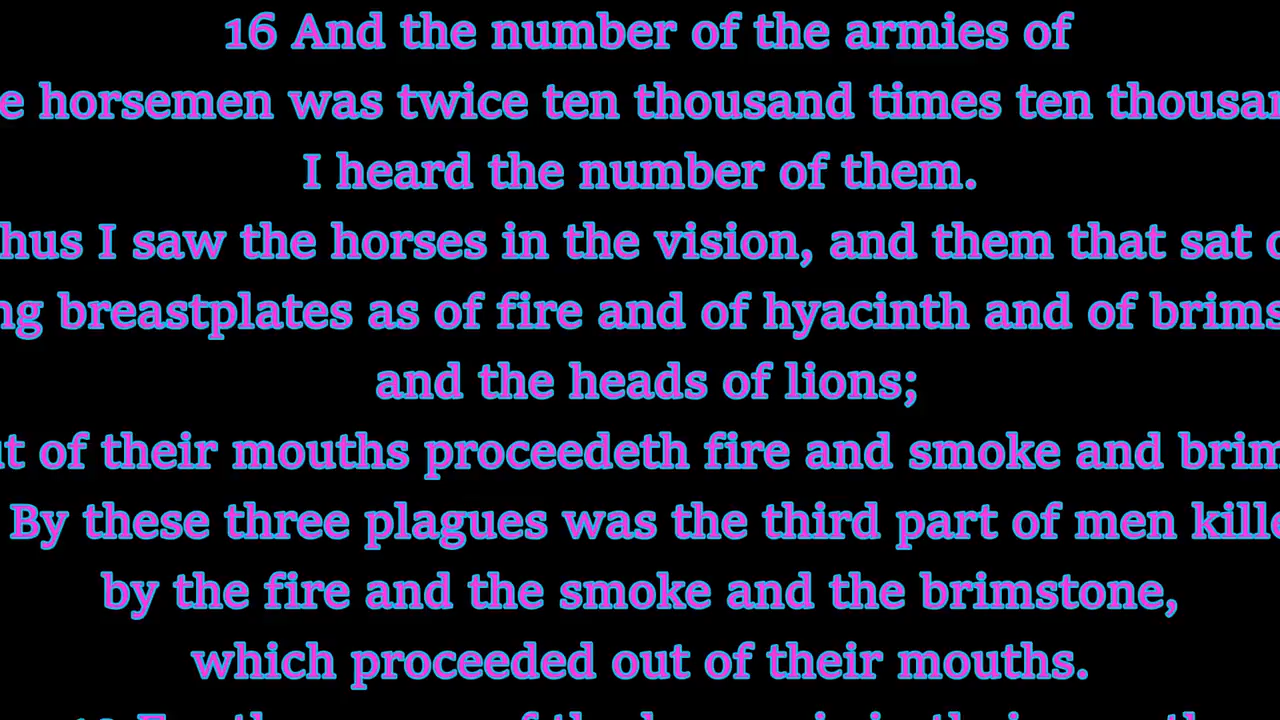 16 And the number of the armies of
e horsemen was twice ten thousand times ten thousan
I heard the number of them.
hus I saw the horses in the vision, and them that sat o
ng breastplates as of fire and of hyacinth and of brims
and the heads of lions;
ut of their mouths proceedeth fire and smoke and brim
By these three plagues was the third part of men kille
by the fire and the smoke and the brimstone,
which proceeded out of their mouths.